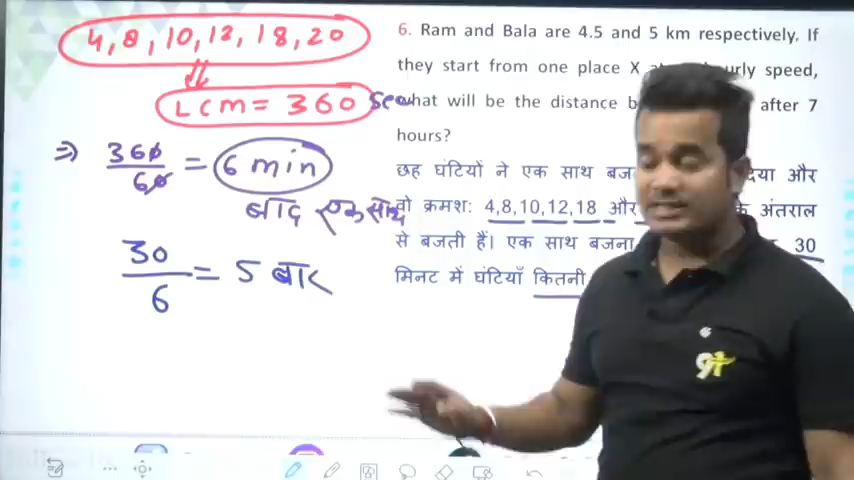 4, 8, 10, 12, 18, 20
LCM = 360 sec
⇒ 360/60 = 6 min
बाद एक साथ
30/6 = 5 बार
6. Ram and Bala are 4.5 and 5 km respectively. If
they start from one place X speed,
what will be the distance after 7
hours?
छह घंटियों ने एक साथ और
वो क्रमश: 4,8,10,12,18 और अंतराल
से बजती हैं। एक साथ बजना 30
मिनट में घंटियाँ कितनी